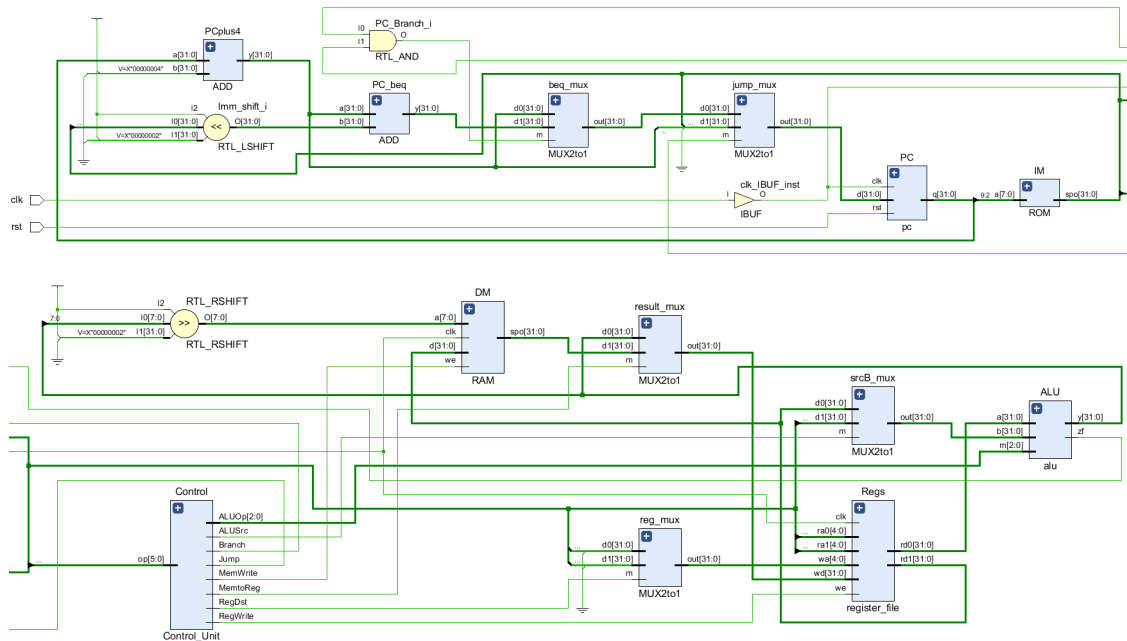 PCplus4
a[31:0]
y[31:0]
V=X"00000004"
b[31:0]
ADD
I0
PC_Branch_i
I1
O
RTL_AND
I2
Imm_shift_i
I0[31:0]
O[31:0]
<<
V=X"00000002"
I1[31:0]
RTL_LSHIFT
PC_beq
a[31:0]
y[31:0]
b[31:0]
ADD
beq_mux
d0[31:0]
d1[31:0]
out[31:0]
m
MUX2to1
jump_mux
d0[31:0]
...
d1[31:0]
out[31:0]
...
m
MUX2to1
...
clk
I
clk_IBUF_inst
O
IBUF
rst
PC
clk
d[31:0]
q[31:0]
rst
pc
IM
9:2
a[7:0]
spo[31:0]
ROM
RTL_RSHIFT
I2
7:0
I0[7:0]
O[7:0]
>>
V=X"00000002"
I1[31:0]
RTL_RSHIFT
DM
a[7:0]
clk
spo[31:0]
d[31:0]
we
RAM
result_mux
d0[31:0]
d1[31:0]
out[31:0]
m
MUX2to1
srcB_mux
d0[31:0]
...
d1[31:0]
out[31:0]
m
MUX2to1
ALU
a[31:0]
y[31:0]
b[31:0]
zf
m[2:0]
alu
Control
...
op[5:0]
ALUOp[2:0]
ALUSrc
Branch
Jump
MemWrite
MemtoReg
RegDst
RegWrite
Control_Unit
reg_mux
...
d0[31:0]
...
d1[31:0]
out[31:0]
m
MUX2to1
Regs
clk
...
ra0[4:0]
...
ra1[4:0]
rd0[31:0]
wa[4:0]
rd1[31:0]
wd[31:0]
we
register_file